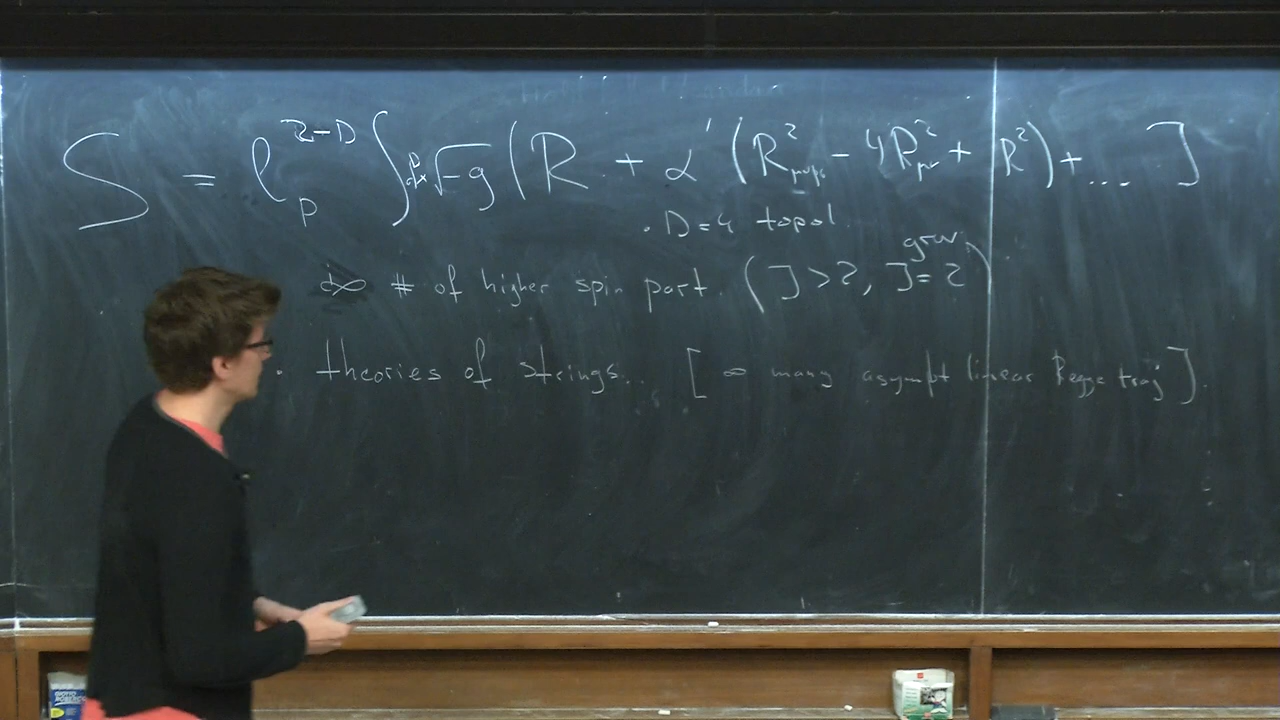 S = l_p^{2-D} ∫ d^D x √-g (R + α' (R²_{μνρσ} - 4R²_{μν} + R²) + .... ]
. D=4 topol.
∞ # of higher spin part. (J>2, J=2) grav.
. theories of strings... [ ∞ many asympt linear Regge traj ].